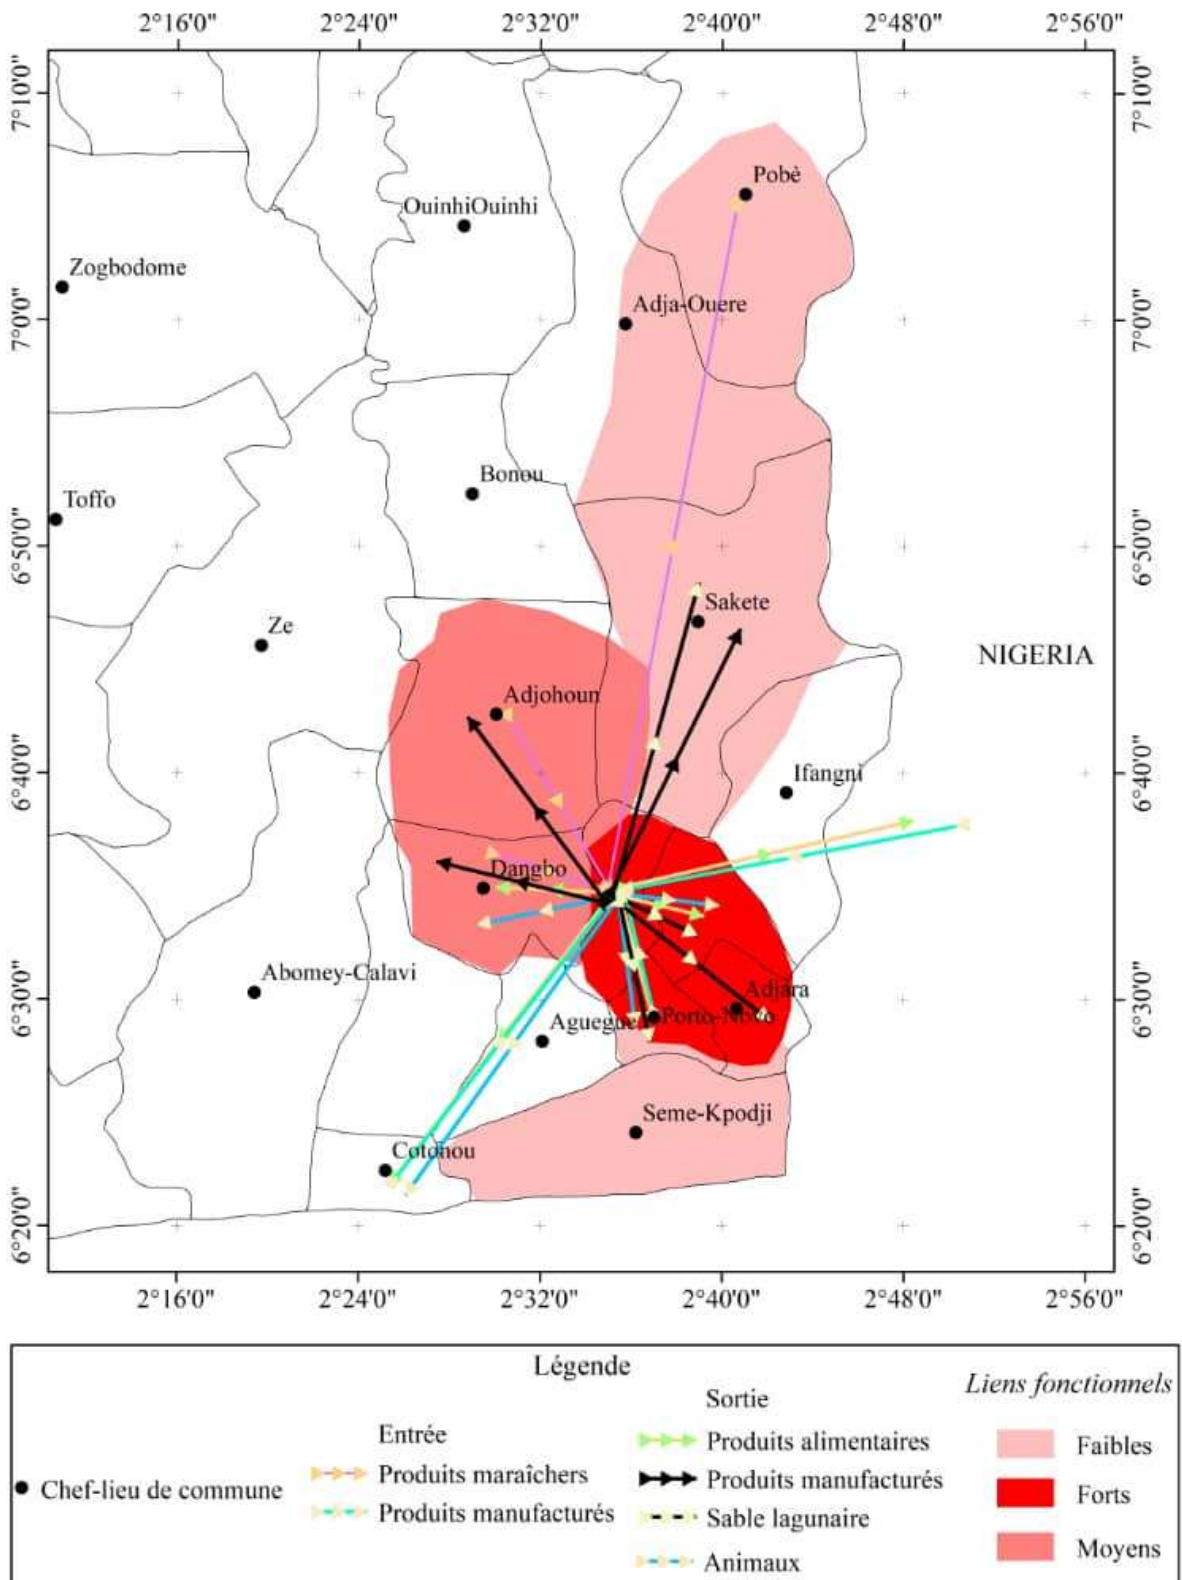 2°16'0" 2°24'0" 2°32'0" 2°40'0" 2°48'0" 2°56'0"
7°10'0" 7°10'0"
Pobè
OuinhiOuinhi
Zogbodome
Adja-Ouere
7°0'0" 7°0'0"
Bonou
Toffo
6°50'0" 6°50'0"
Sakete
Ze
NIGERIA
Adjohoun
6°40'0" Ifangni 6°40'0"
Dangbo
Abomey-Calavi
Adjara
6°30'0" 6°30'0"
Aguegue Porto-Novo
Seme-Kpodji
Cotonou
6°20'0" 6°20'0"
2°16'0" 2°24'0" 2°32'0" 2°40'0" 2°48'0" 2°56'0"
Légende
Chef-lieu de commune
Entrée
Produits maraîchers
Produits manufacturés
Sortie
Produits alimentaires
Produits manufacturés
Sable lagunaire
Animaux
Liens fonctionnels
Faibles
Forts
Moyens